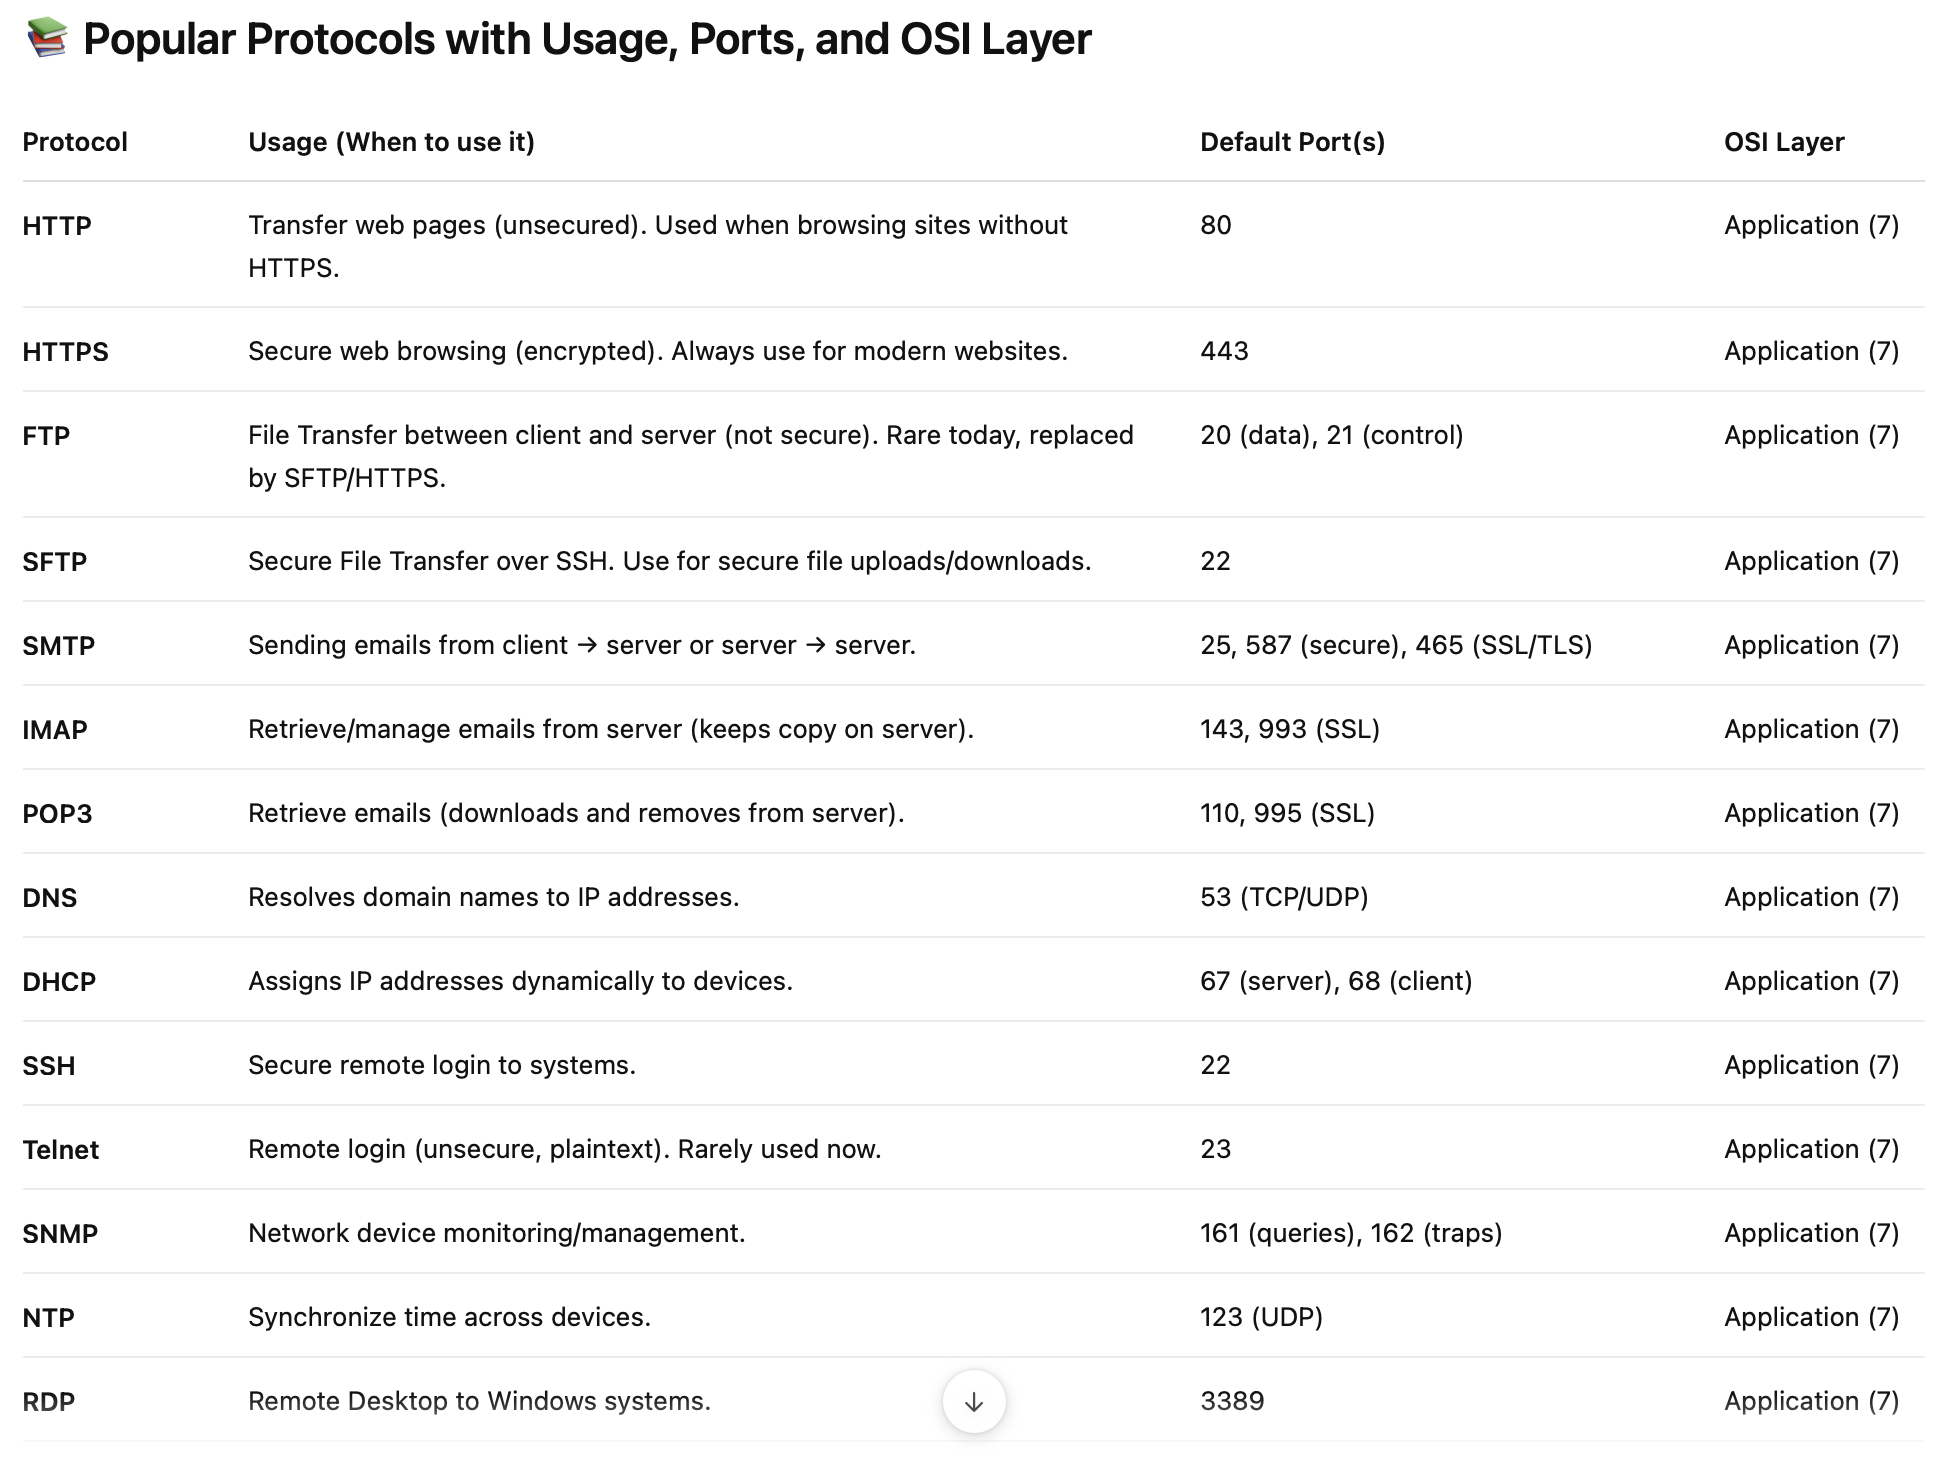 📚 Popular Protocols with Usage, Ports, and OSI Layer
Protocol Usage (When to use it) Default Port(s) OSI Layer
HTTP Transfer web pages (unsecured). Used when browsing sites without 80 Application (7)
HTTPS.
HTTPS Secure web browsing (encrypted). Always use for modern websites. 443 Application (7)
FTP File Transfer between client and server (not secure). Rare today, replaced 20 (data), 21 (control) Application (7)
by SFTP/HTTPS.
SFTP Secure File Transfer over SSH. Use for secure file uploads/downloads. 22 Application (7)
SMTP Sending emails from client → server or server → server. 25, 587 (secure), 465 (SSL/TLS) Application (7)
IMAP Retrieve/manage emails from server (keeps copy on server). 143, 993 (SSL) Application (7)
POP3 Retrieve emails (downloads and removes from server). 110, 995 (SSL) Application (7)
DNS Resolves domain names to IP addresses. 53 (TCP/UDP) Application (7)
DHCP Assigns IP addresses dynamically to devices. 67 (server), 68 (client) Application (7)
SSH Secure remote login to systems. 22 Application (7)
Telnet Remote login (unsecure, plaintext). Rarely used now. 23 Application (7)
SNMP Network device monitoring/management. 161 (queries), 162 (traps) Application (7)
NTP Synchronize time across devices. 123 (UDP) Application (7)
RDP Remote Desktop to Windows systems. 3389 Application (7)